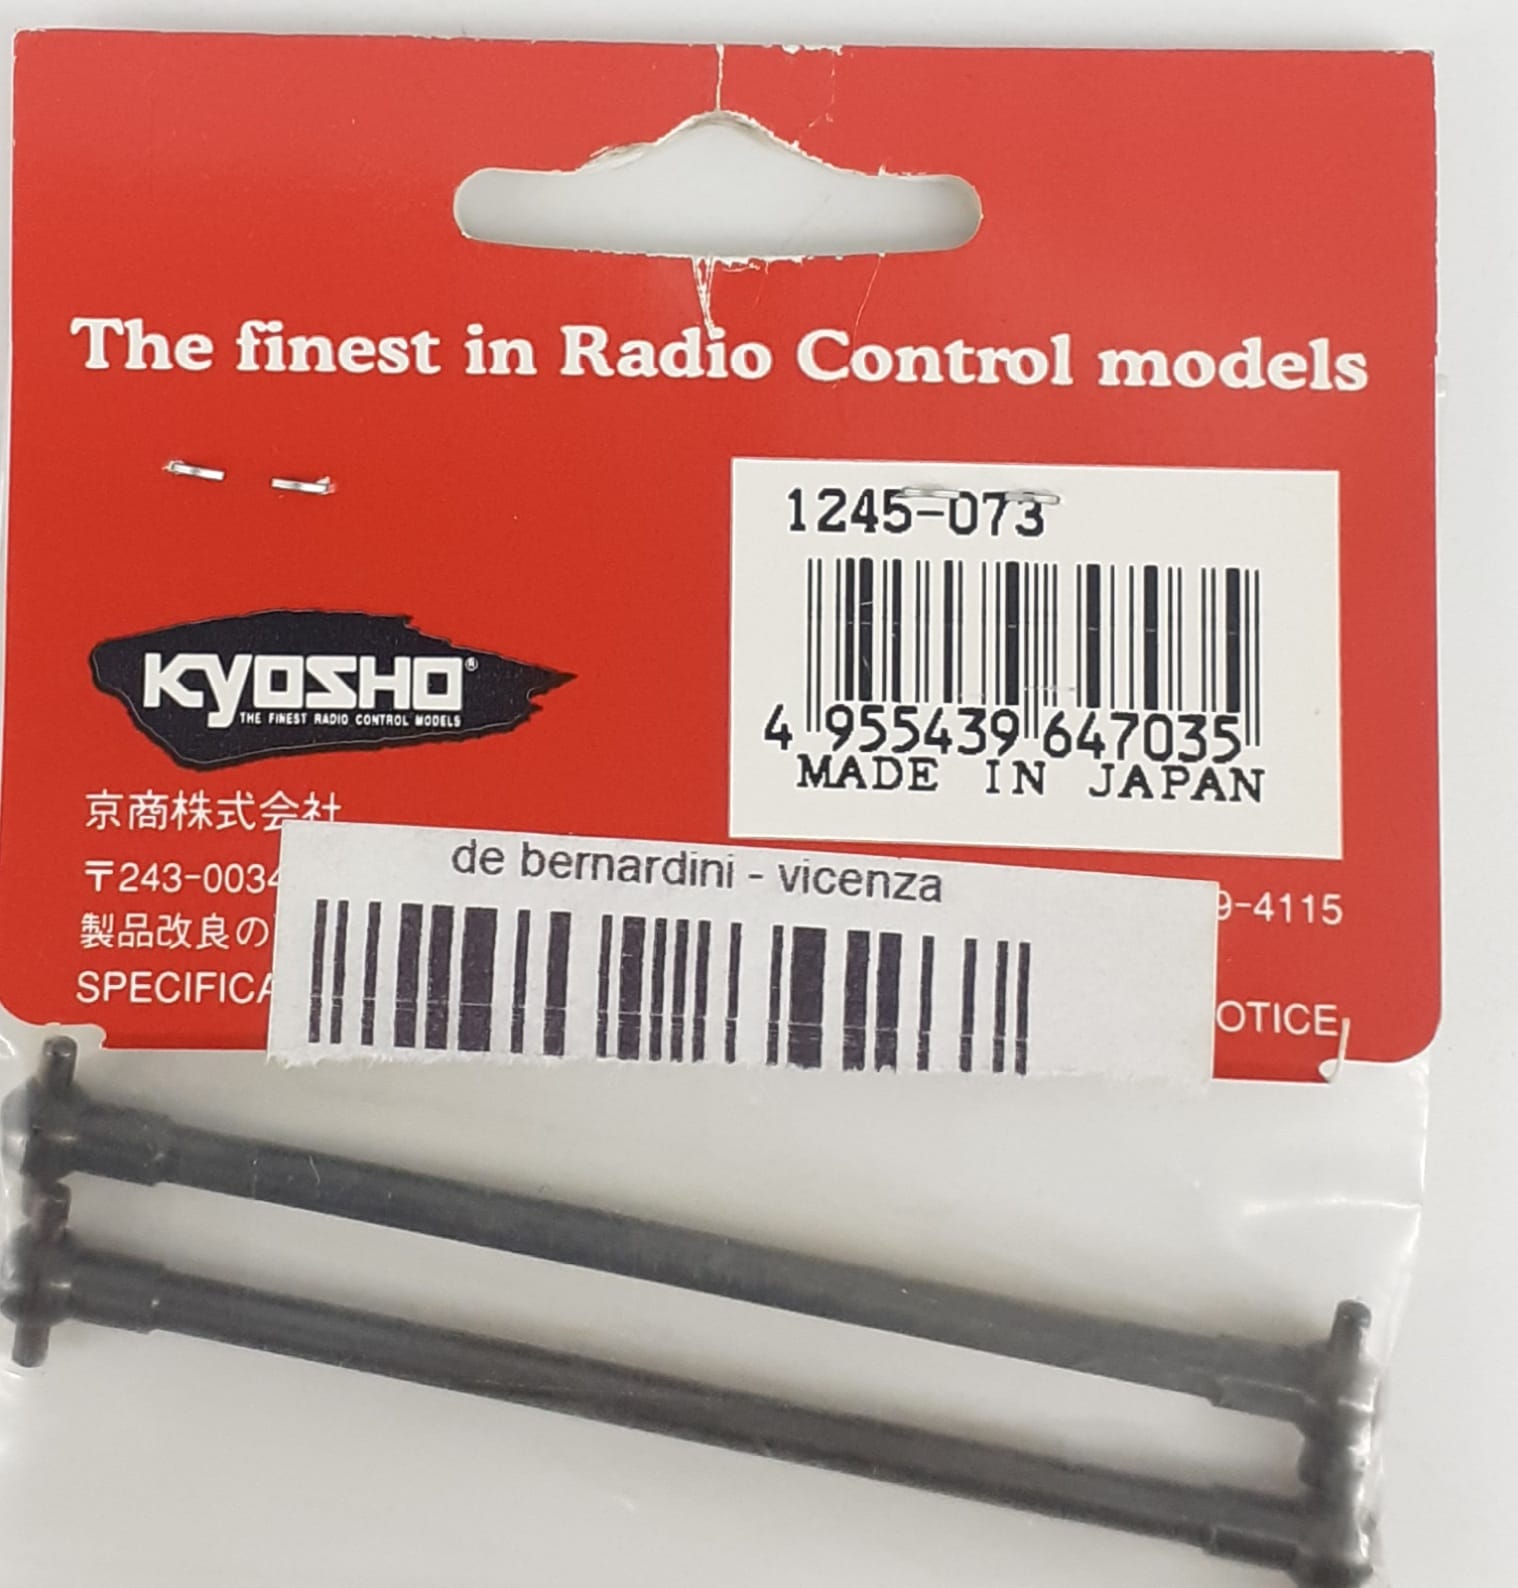 The finest in Radio Control models
1245-073
KYOSHO®
THE FINEST RADIO CONTROL MODELS
4 955439 647035
MADE IN JAPAN
京商株式会社
〒243-0034
9-4115
製品改良の
de bernardini - vicenza